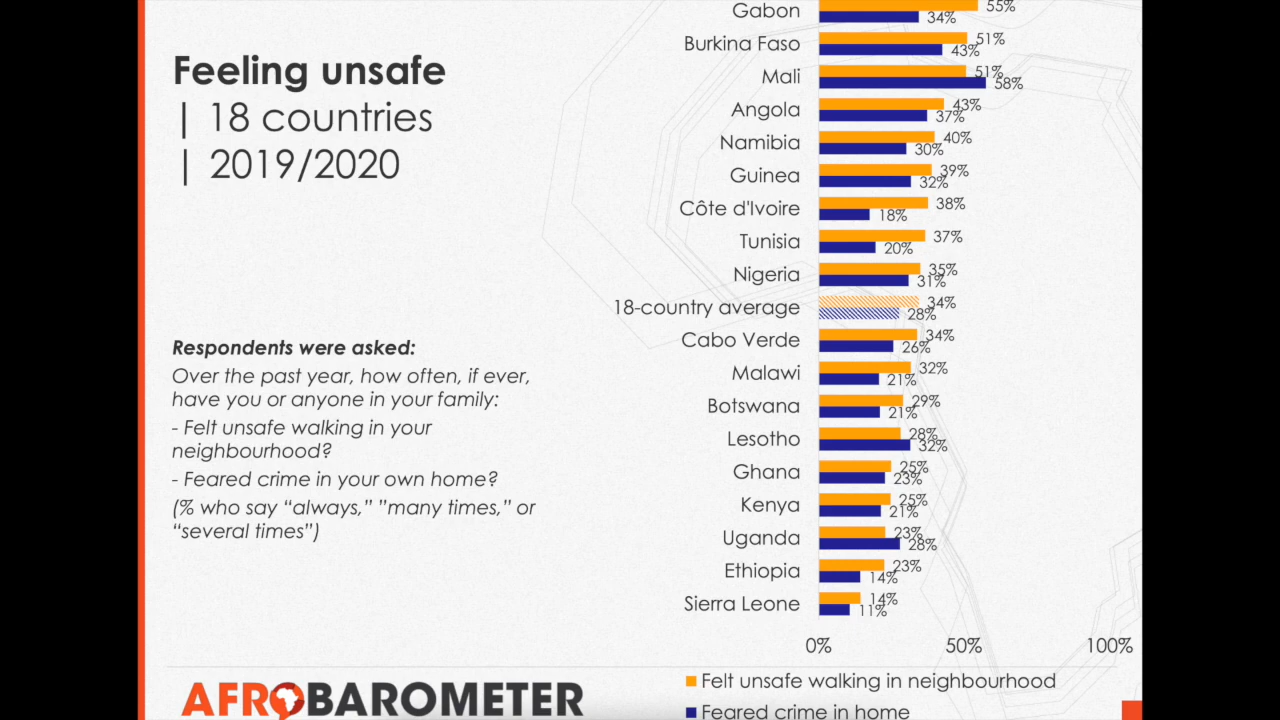 Feeling unsafe
| 18 countries
| 2019/2020
Respondents were asked:
Over the past year, how often, if ever,
have you or anyone in your family:
- Felt unsafe walking in your
neighbourhood?
- Feared crime in your own home?
(% who say “always,” ”many times,” or
“several times”)
Gabon 55% 34%
Burkina Faso 51% 43%
Mali 51% 58%
Angola 43% 37%
Namibia 40% 30%
Guinea 39% 32%
Côte d'Ivoire 38% 18%
Tunisia 37% 20%
Nigeria 35% 31%
18-country average 34% 28%
Cabo Verde 34% 26%
Malawi 32% 21%
Botswana 29% 21%
Lesotho 28% 32%
Ghana 25% 23%
Kenya 25% 21%
Uganda 23% 28%
Ethiopia 23% 14%
Sierra Leone 14% 11%
0% 50% 100%
Felt unsafe walking in neighbourhood
Feared crime in home
AFROBAROMETER